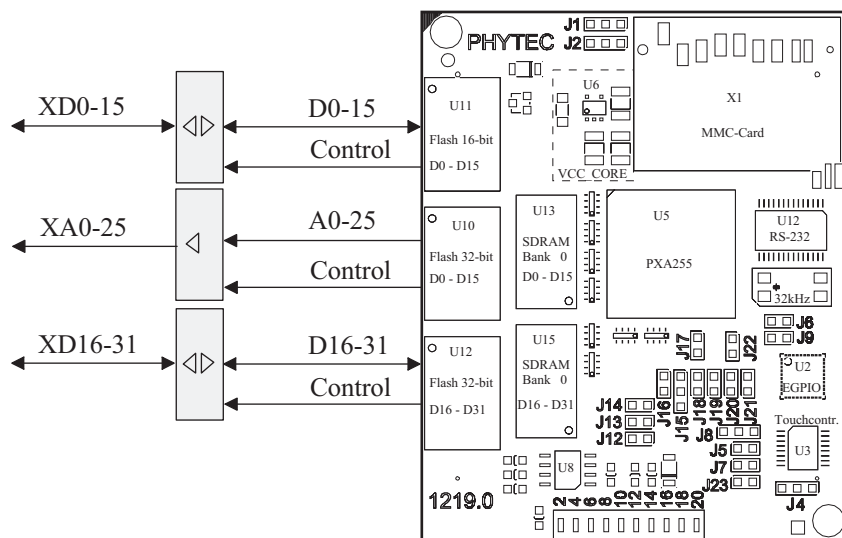 XD0-15
D0-15
Control
XA0-25
A0-25
Control
XD16-31
D16-31
Control
PHYTEC
J1
J2
U11
Flash 16-bit
D0 - D15
U10
Flash 32-bit
D0 - D15
U12
Flash 32-bit
D16 - D31
U6
VCC CORE
X1
MMC-Card
U13
SDRAM
Bank 0
D0 - D15
U15
SDRAM
Bank 0
D16 - D31
U5
PXA255
U12
RS-232
32kHz
J6
J9
J17
J22
U2
EGPIO
J16
J15
J18
J19
J20
J21
J14
J13
J12
J8
J5
J7
J23
Touchcontr.
U3
J4
U8
1219.0
2 4 6 8 10 12 14 16 18 20